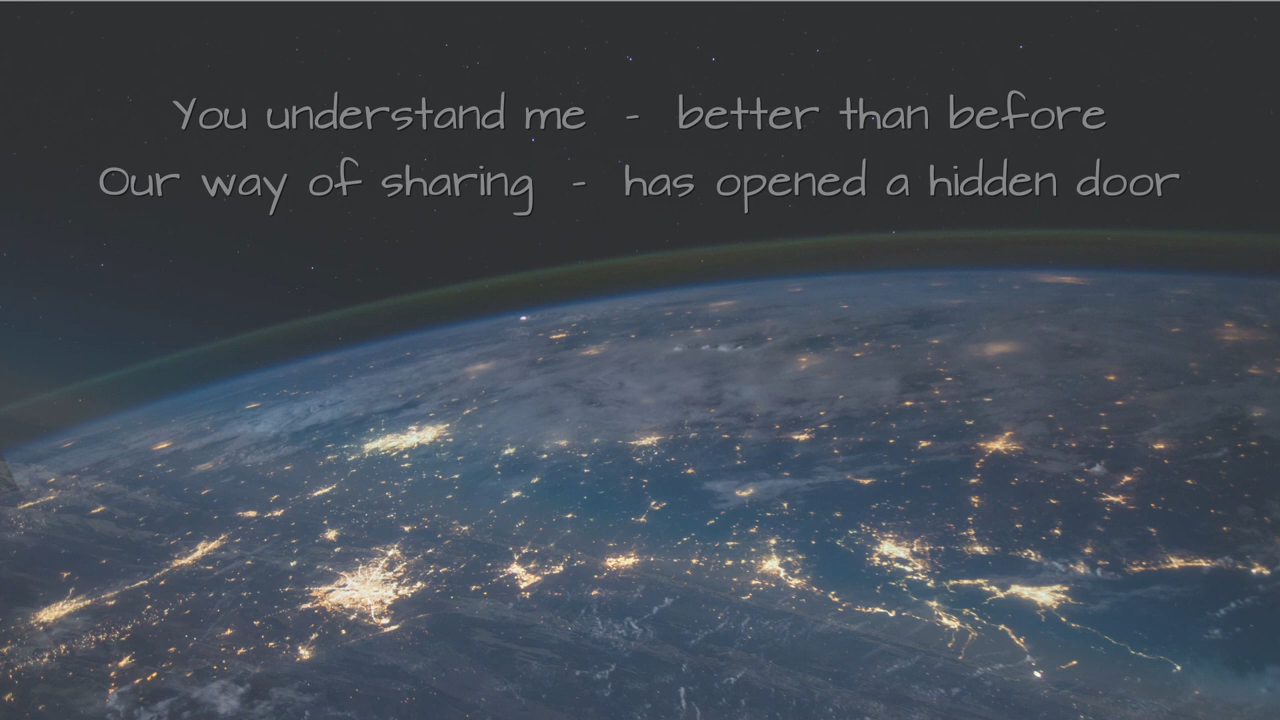 You understand me - better than before
Our way of sharing - has opened a hidden door